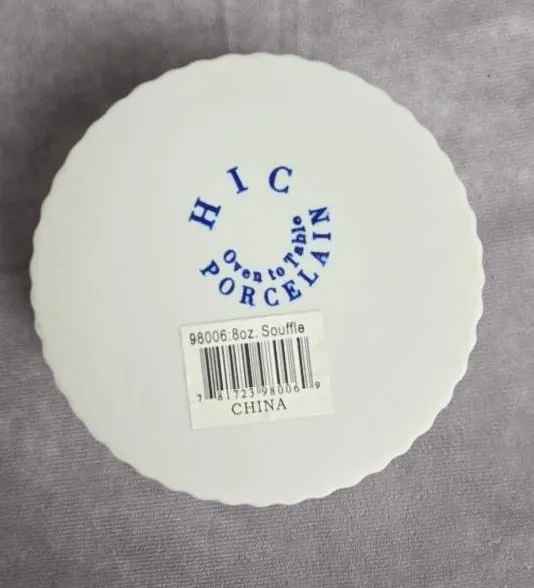 HIC
Oven to Table
PORCELAIN
98006:8oz. Souffle
7 81723 98006 9
CHINA